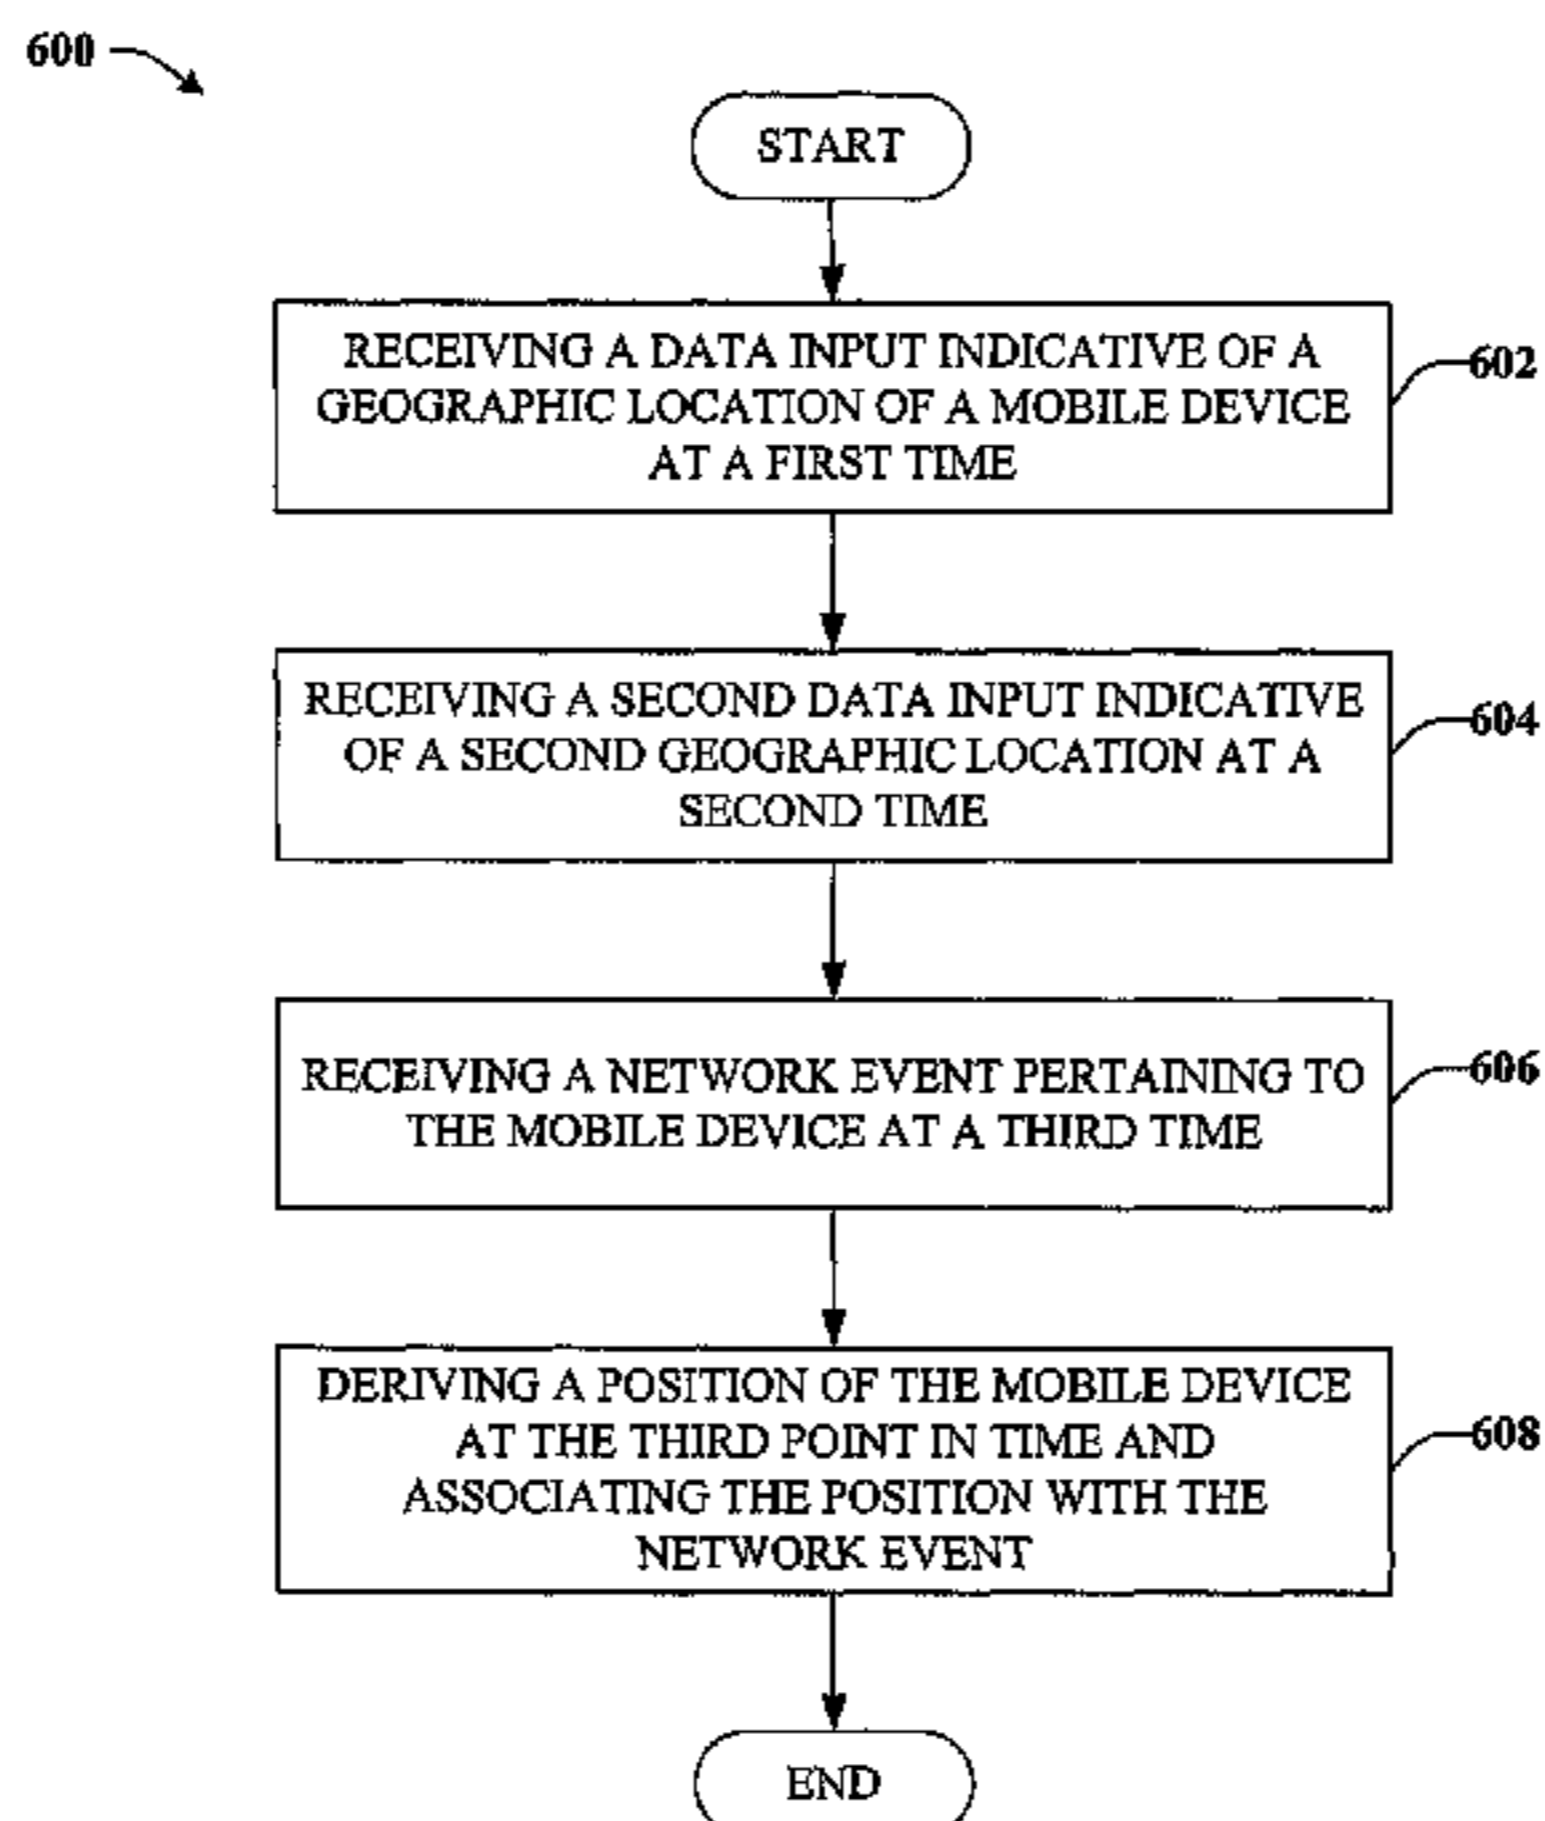 600
START
RECEIVING A DATA INPUT INDICATIVE OF A
GEOGRAPHIC LOCATION OF A MOBILE DEVICE
AT A FIRST TIME
602
RECEIVING A SECOND DATA INPUT INDICATIVE
OF A SECOND GEOGRAPHIC LOCATION AT A
SECOND TIME
604
RECEIVING A NETWORK EVENT PERTAINING TO
THE MOBILE DEVICE AT A THIRD TIME
606
DERIVING A POSITION OF THE MOBILE DEVICE
AT THE THIRD POINT IN TIME AND
ASSOCIATING THE POSITION WITH THE
NETWORK EVENT
608
END